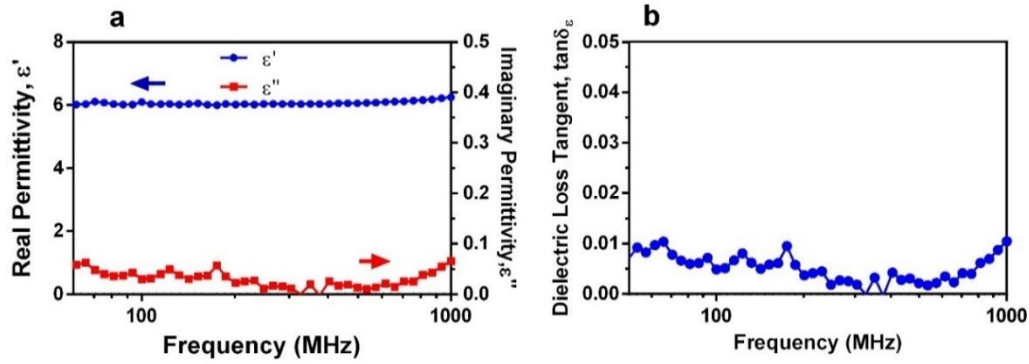 a
Real Permittivity, ε'
8
6
4
2
0
ε'
ε"
0.5
0.4
0.3
0.2
0.1
0.0
Imaginary Permittivity,ε"
100
1000
Frequency (MHz)
b
Dielectric Loss Tangent, tanδε
0.05
0.04
0.03
0.02
0.01
0.00
100
1000
Frequency (MHz)